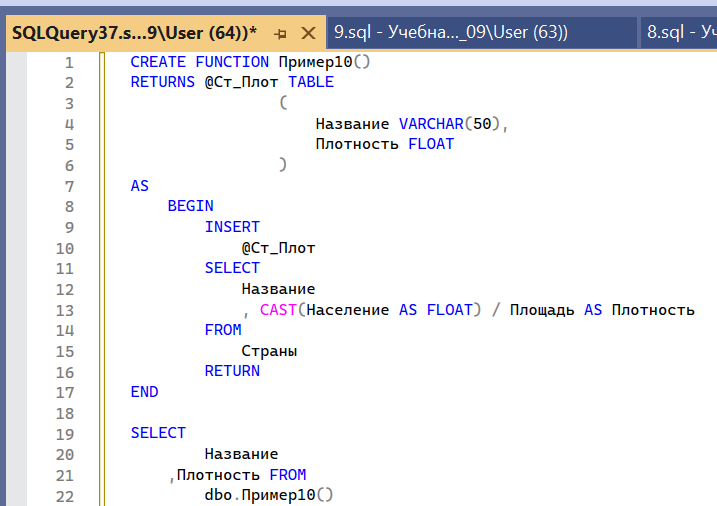 SQLQuery37.s...9\User (64))* 9.sql - Учебна..._09\User (63)) 8.sql - Уч
1 CREATE FUNCTION Пример10()
2 RETURNS @Ст_Плот TABLE
3 (
4 Название VARCHAR(50),
5 Плотность FLOAT
6 )
7 AS
8 BEGIN
9 INSERT
10 @Ст_Плот
11 SELECT
12 Название
13 , CAST(Население AS FLOAT) / Площадь AS Плотность
14 FROM
15 Страны
16 RETURN
17 END
18
19 SELECT
20 Название
21 ,Плотность FROM
22 dbo.Пример10()